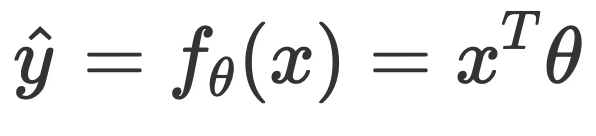 ŷ = f_θ(x) = x^T θ